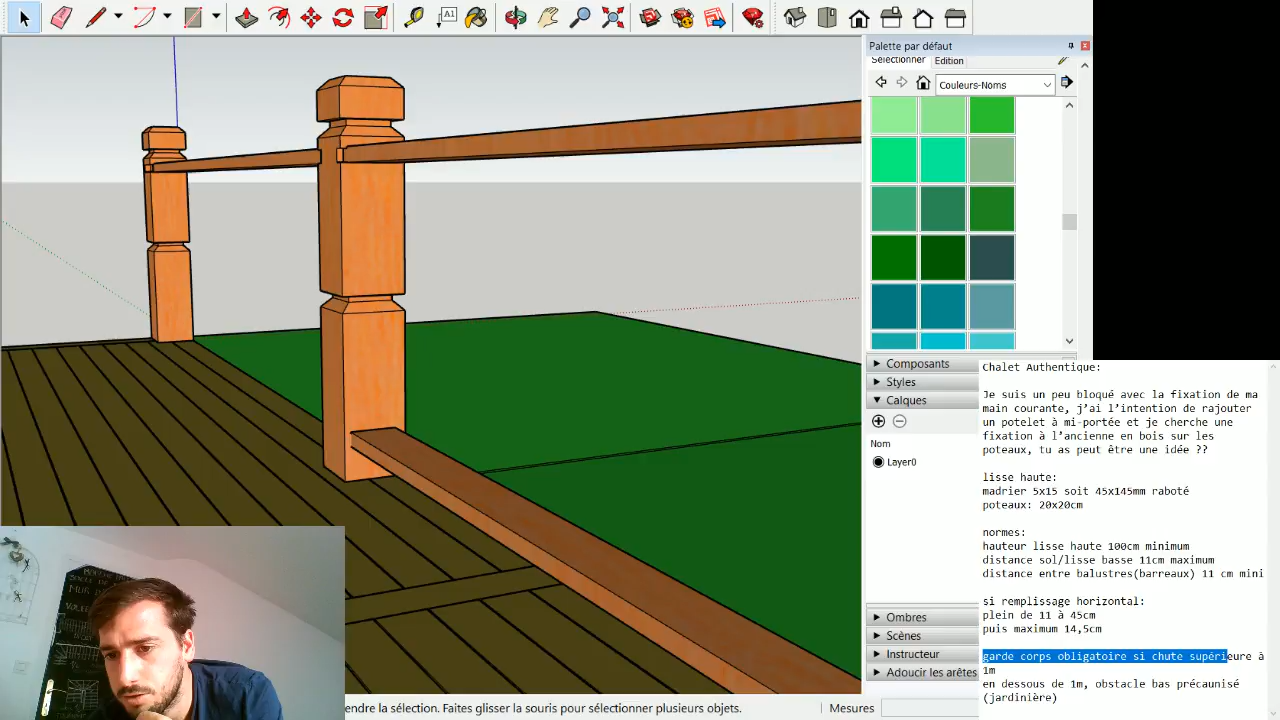 A1
Palette par défaut
Sélectionner Edition
Couleurs-Noms
Composants
Styles
Calques
Nom
Layer0
Ombres
Scènes
Instructeur
Adoucir les arêtes
Chalet Authentique:
Je suis un peu bloqué avec la fixation de ma
main courante, j’ai l’intention de rajouter
un potelet à mi-portée et je cherche une
fixation à l’ancienne en bois sur les
poteaux, tu as peut être une idée ??
lisse haute:
madrier 5x15 soit 45x145mm raboté
poteaux: 20x20cm
normes:
hauteur lisse haute 100cm minimum
distance sol/lisse basse 11cm maximum
distance entre balustres(barreaux) 11 cm mini
si remplissage horizontal:
plein de 11 à 45cm
puis maximum 14,5cm
garde corps obligatoire si chute supérieure à
1m
en dessous de 1m, obstacle bas précaunisé
(jardinière)
endre la sélection. Faites glisser la souris pour sélectionner plusieurs objets.
Mesures